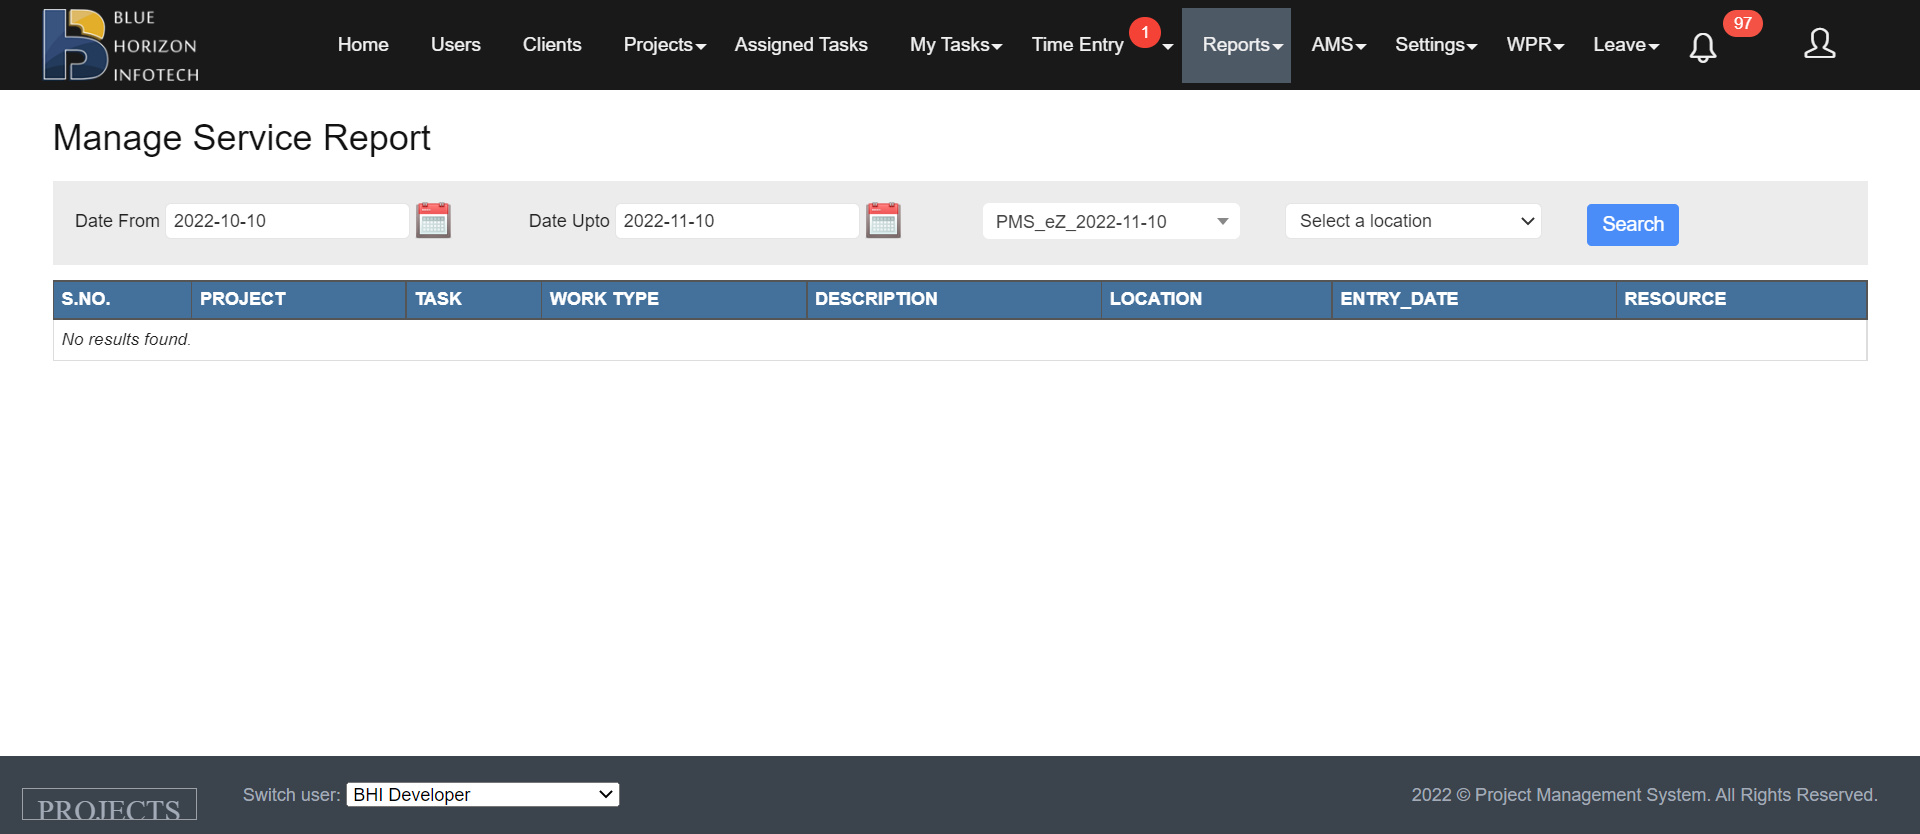 BLUE
HORIZON
INFOTECH
Home Users Clients Projects Assigned Tasks My Tasks Time Entry 1 Reports AMS Settings WPR Leave 97
Manage Service Report
Date From 2022-10-10 Date Upto 2022-11-10 PMS_eZ_2022-11-10 Select a location Search
S.NO. PROJECT TASK WORK TYPE DESCRIPTION LOCATION ENTRY_DATE RESOURCE
No results found.
PROJECTS Switch user: BHI Developer 2022 © Project Management System. All Rights Reserved.